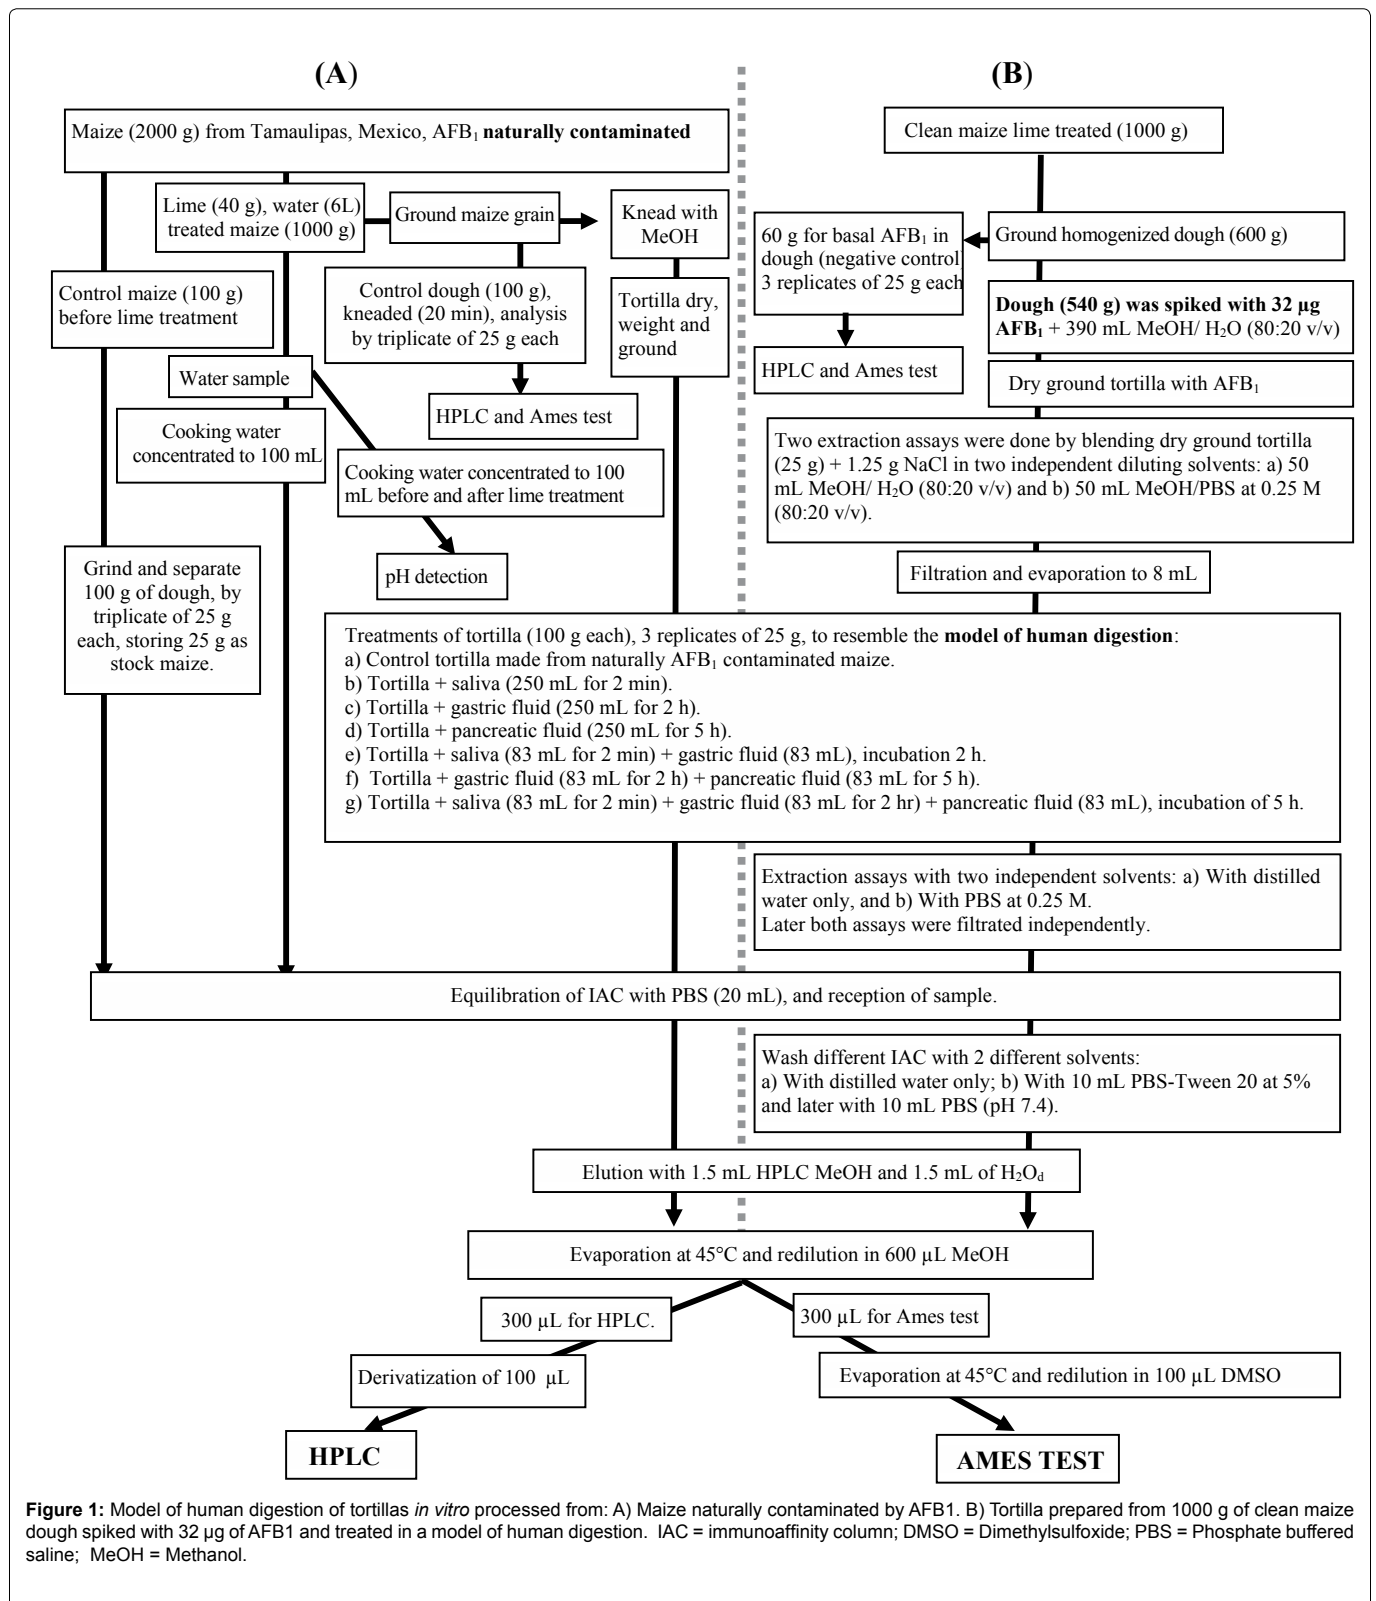 (A)
(B)
Maize (2000 g) from Tamaulipas, Mexico, AFB₁ naturally contaminated
Clean maize lime treated (1000 g)
Lime (40 g), water (6L)
treated maize (1000 g)
Ground maize grain
Knead with
MeOH
60 g for basal AFB₁ in
dough (negative control
3 replicates of 25 g each
Ground homogenized dough (600 g)
Control maize (100 g)
before lime treatment
Control dough (100 g),
kneaded (20 min), analysis
by triplicate of 25 g each
Tortilla dry,
weight and
ground
Dough (540 g) was spiked with 32 µg
AFB₁ + 390 mL MeOH/ H₂O (80:20 v/v)
HPLC and Ames test
Dry ground tortilla with AFB₁
Water sample
HPLC and Ames test
Cooking water
concentrated to 100 mL
Two extraction assays were done by blending dry ground tortilla
(25 g) + 1.25 g NaCl in two independent diluting solvents: a) 50
mL MeOH/ H₂O (80:20 v/v) and b) 50 mL MeOH/PBS at 0.25 M
(80:20 v/v).
Cooking water concentrated to 100
mL before and after lime treatment
Grind and separate
100 g of dough, by
triplicate of 25 g
each, storing 25 g as
stock maize.
pH detection
Filtration and evaporation to 8 mL
Treatments of tortilla (100 g each), 3 replicates of 25 g, to resemble the model of human digestion:
a) Control tortilla made from naturally AFB₁ contaminated maize.
b) Tortilla + saliva (250 mL for 2 min).
c) Tortilla + gastric fluid (250 mL for 2 h).
d) Tortilla + pancreatic fluid (250 mL for 5 h).
e) Tortilla + saliva (83 mL for 2 min) + gastric fluid (83 mL), incubation 2 h.
f) Tortilla + gastric fluid (83 mL for 2 h) + pancreatic fluid (83 mL for 5 h).
g) Tortilla + saliva (83 mL for 2 min) + gastric fluid (83 mL for 2 hr) + pancreatic fluid (83 mL), incubation of 5 h.
Extraction assays with two independent solvents: a) With distilled
water only, and b) With PBS at 0.25 M.
Later both assays were filtrated independently.
Equilibration of IAC with PBS (20 mL), and reception of sample.
Wash different IAC with 2 different solvents:
a) With distilled water only; b) With 10 mL PBS-Tween 20 at 5%
and later with 10 mL PBS (pH 7.4).
Elution with 1.5 mL HPLC MeOH and 1.5 mL of H₂Od
Evaporation at 45°C and redilution in 600 µL MeOH
300 µL for HPLC.
300 µL for Ames test
Derivatization of 100 µL
Evaporation at 45°C and redilution in 100 µL DMSO
HPLC
AMES TEST
Figure 1: Model of human digestion of tortillas in vitro processed from: A) Maize naturally contaminated by AFB1. B) Tortilla prepared from 1000 g of clean maize
dough spiked with 32 µg of AFB1 and treated in a model of human digestion. IAC = immunoaffinity column; DMSO = Dimethylsulfoxide; PBS = Phosphate buffered
saline; MeOH = Methanol.